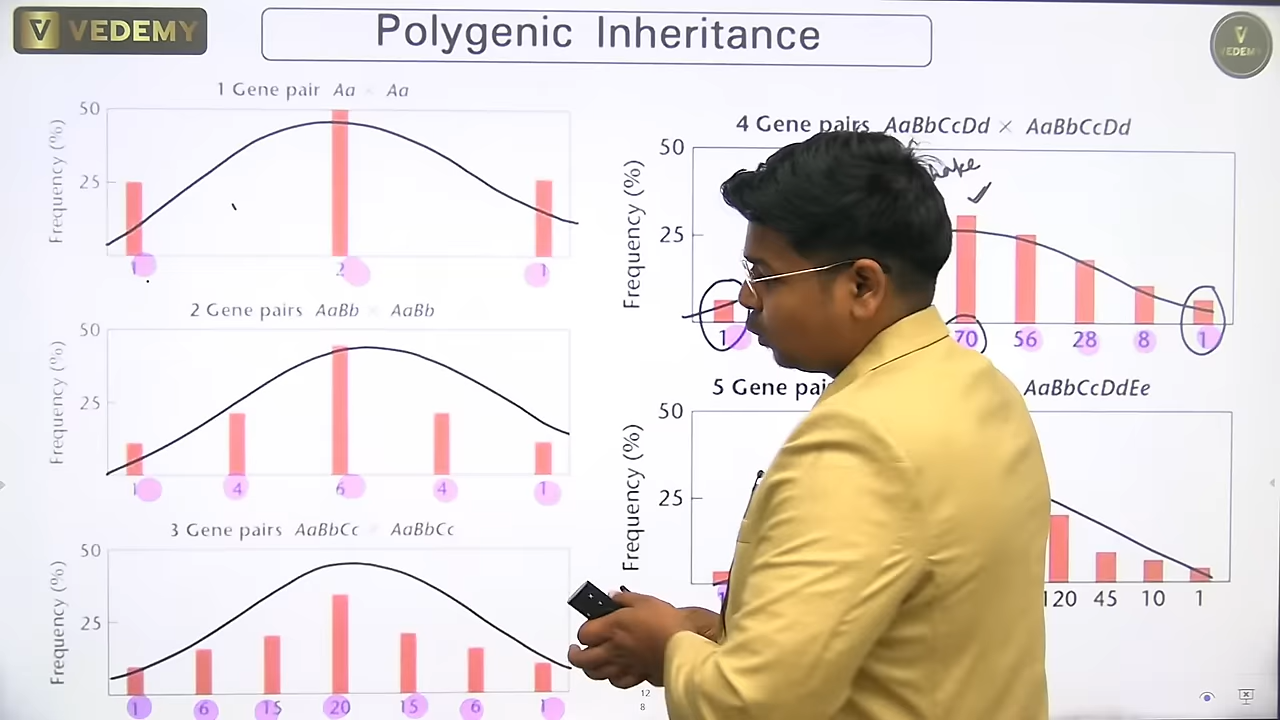 VEDEMY
Polygenic Inheritance
V
VEDEMY
1 Gene pair Aa × Aa
50
25
Frequency (%)
1 2 1
2 Gene pairs AaBb × AaBb
50
25
Frequency (%)
1 4 6 4 1
3 Gene pairs AaBbCc × AaBbCc
50
25
Frequency (%)
1 6 15 20 15 6 1
4 Gene pairs AaBbCcDd × AaBbCcDd
50
25
Frequency (%)
1 70 56 28 8 1
5 Gene pai AaBbCcDdEe
50
25
Frequency (%)
1 120 45 10 1
12
8